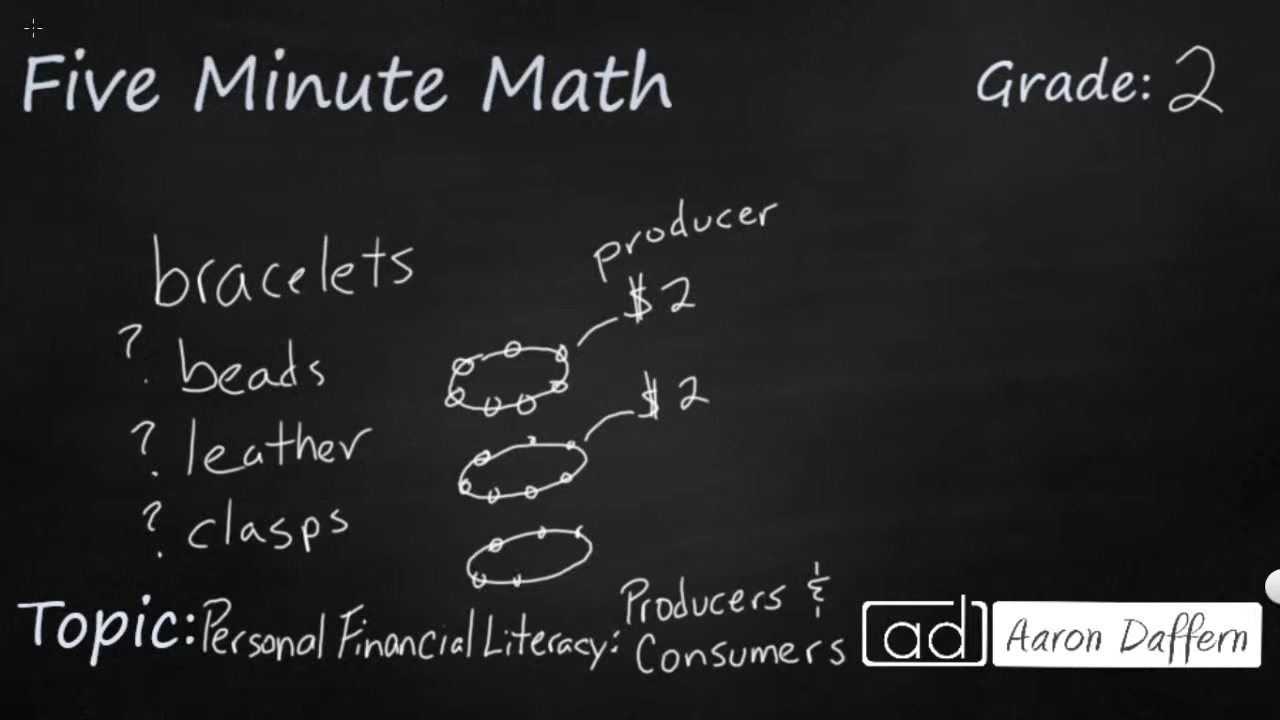 Five Minute Math
Grade: 2
producer
bracelets
$2
? beads
$2
? leather
? clasps
Topic: Personal Financial Literacy: Producers & Consumers
ad Aaron Daffern